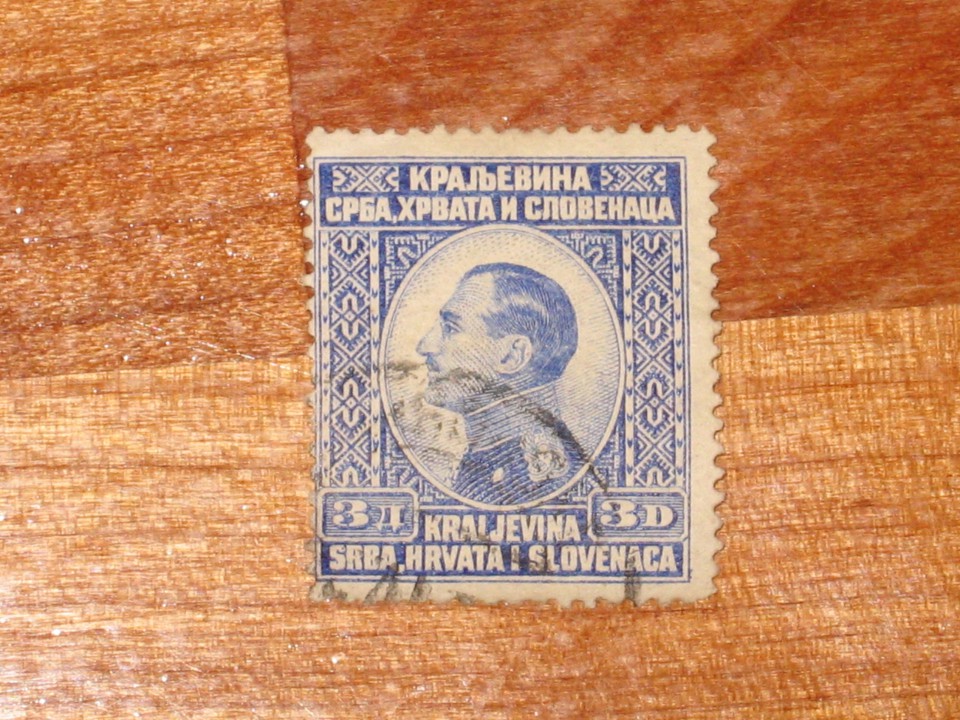 КРАЉЕВИНА
СРБА, ХРВАТА И СЛОВЕНАЦА
3Д
3D
KRALJEVINA
SRBA, HRVATA I SLOVENACA